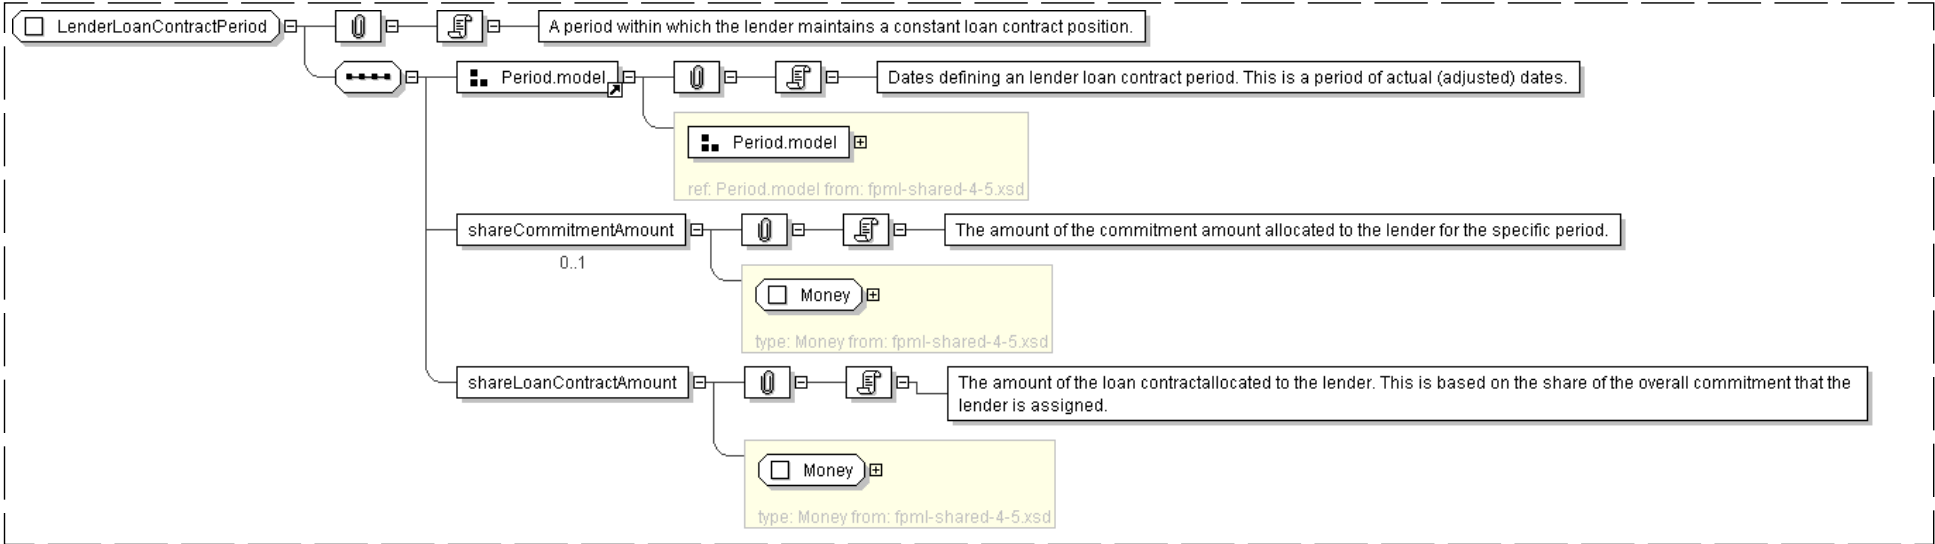 LenderLoanContractPeriod
A period within which the lender maintains a constant loan contract position.
Period.model
Dates defining an lender loan contract period. This is a period of actual (adjusted) dates.
Period.model
ref: Period.model from: fpml-shared-4-5.xsd
shareCommitmentAmount
The amount of the commitment amount allocated to the lender for the specific period.
0..1
Money
type: Money from: fpml-shared-4-5.xsd
shareLoanContractAmount
The amount of the loan contractallocated to the lender. This is based on the share of the overall commitment that the
lender is assigned.
Money
type: Money from: fpml-shared-4-5.xsd